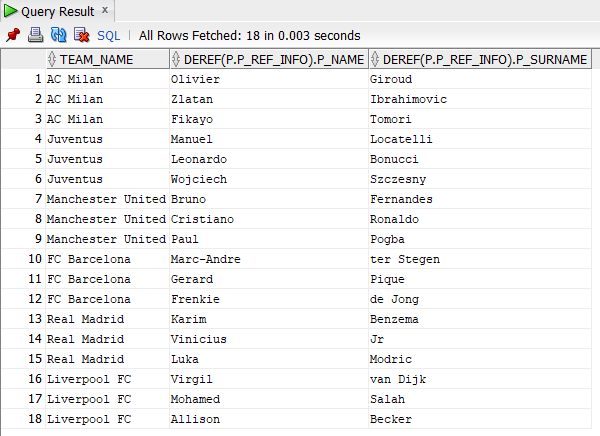 Query Result x
SQL | All Rows Fetched: 18 in 0.003 seconds
TEAM_NAME DEREF(P.P_REF_INFO).P_NAME DEREF(P.P_REF_INFO).P_SURNAME
1 AC Milan Olivier Giroud
2 AC Milan Zlatan Ibrahimovic
3 AC Milan Fikayo Tomori
4 Juventus Manuel Locatelli
5 Juventus Leonardo Bonucci
6 Juventus Wojciech Szczesny
7 Manchester United Bruno Fernandes
8 Manchester United Cristiano Ronaldo
9 Manchester United Paul Pogba
10 FC Barcelona Marc-Andre ter Stegen
11 FC Barcelona Gerard Pique
12 FC Barcelona Frenkie de Jong
13 Real Madrid Karim Benzema
14 Real Madrid Vinicius Jr
15 Real Madrid Luka Modric
16 Liverpool FC Virgil van Dijk
17 Liverpool FC Mohamed Salah
18 Liverpool FC Allison Becker